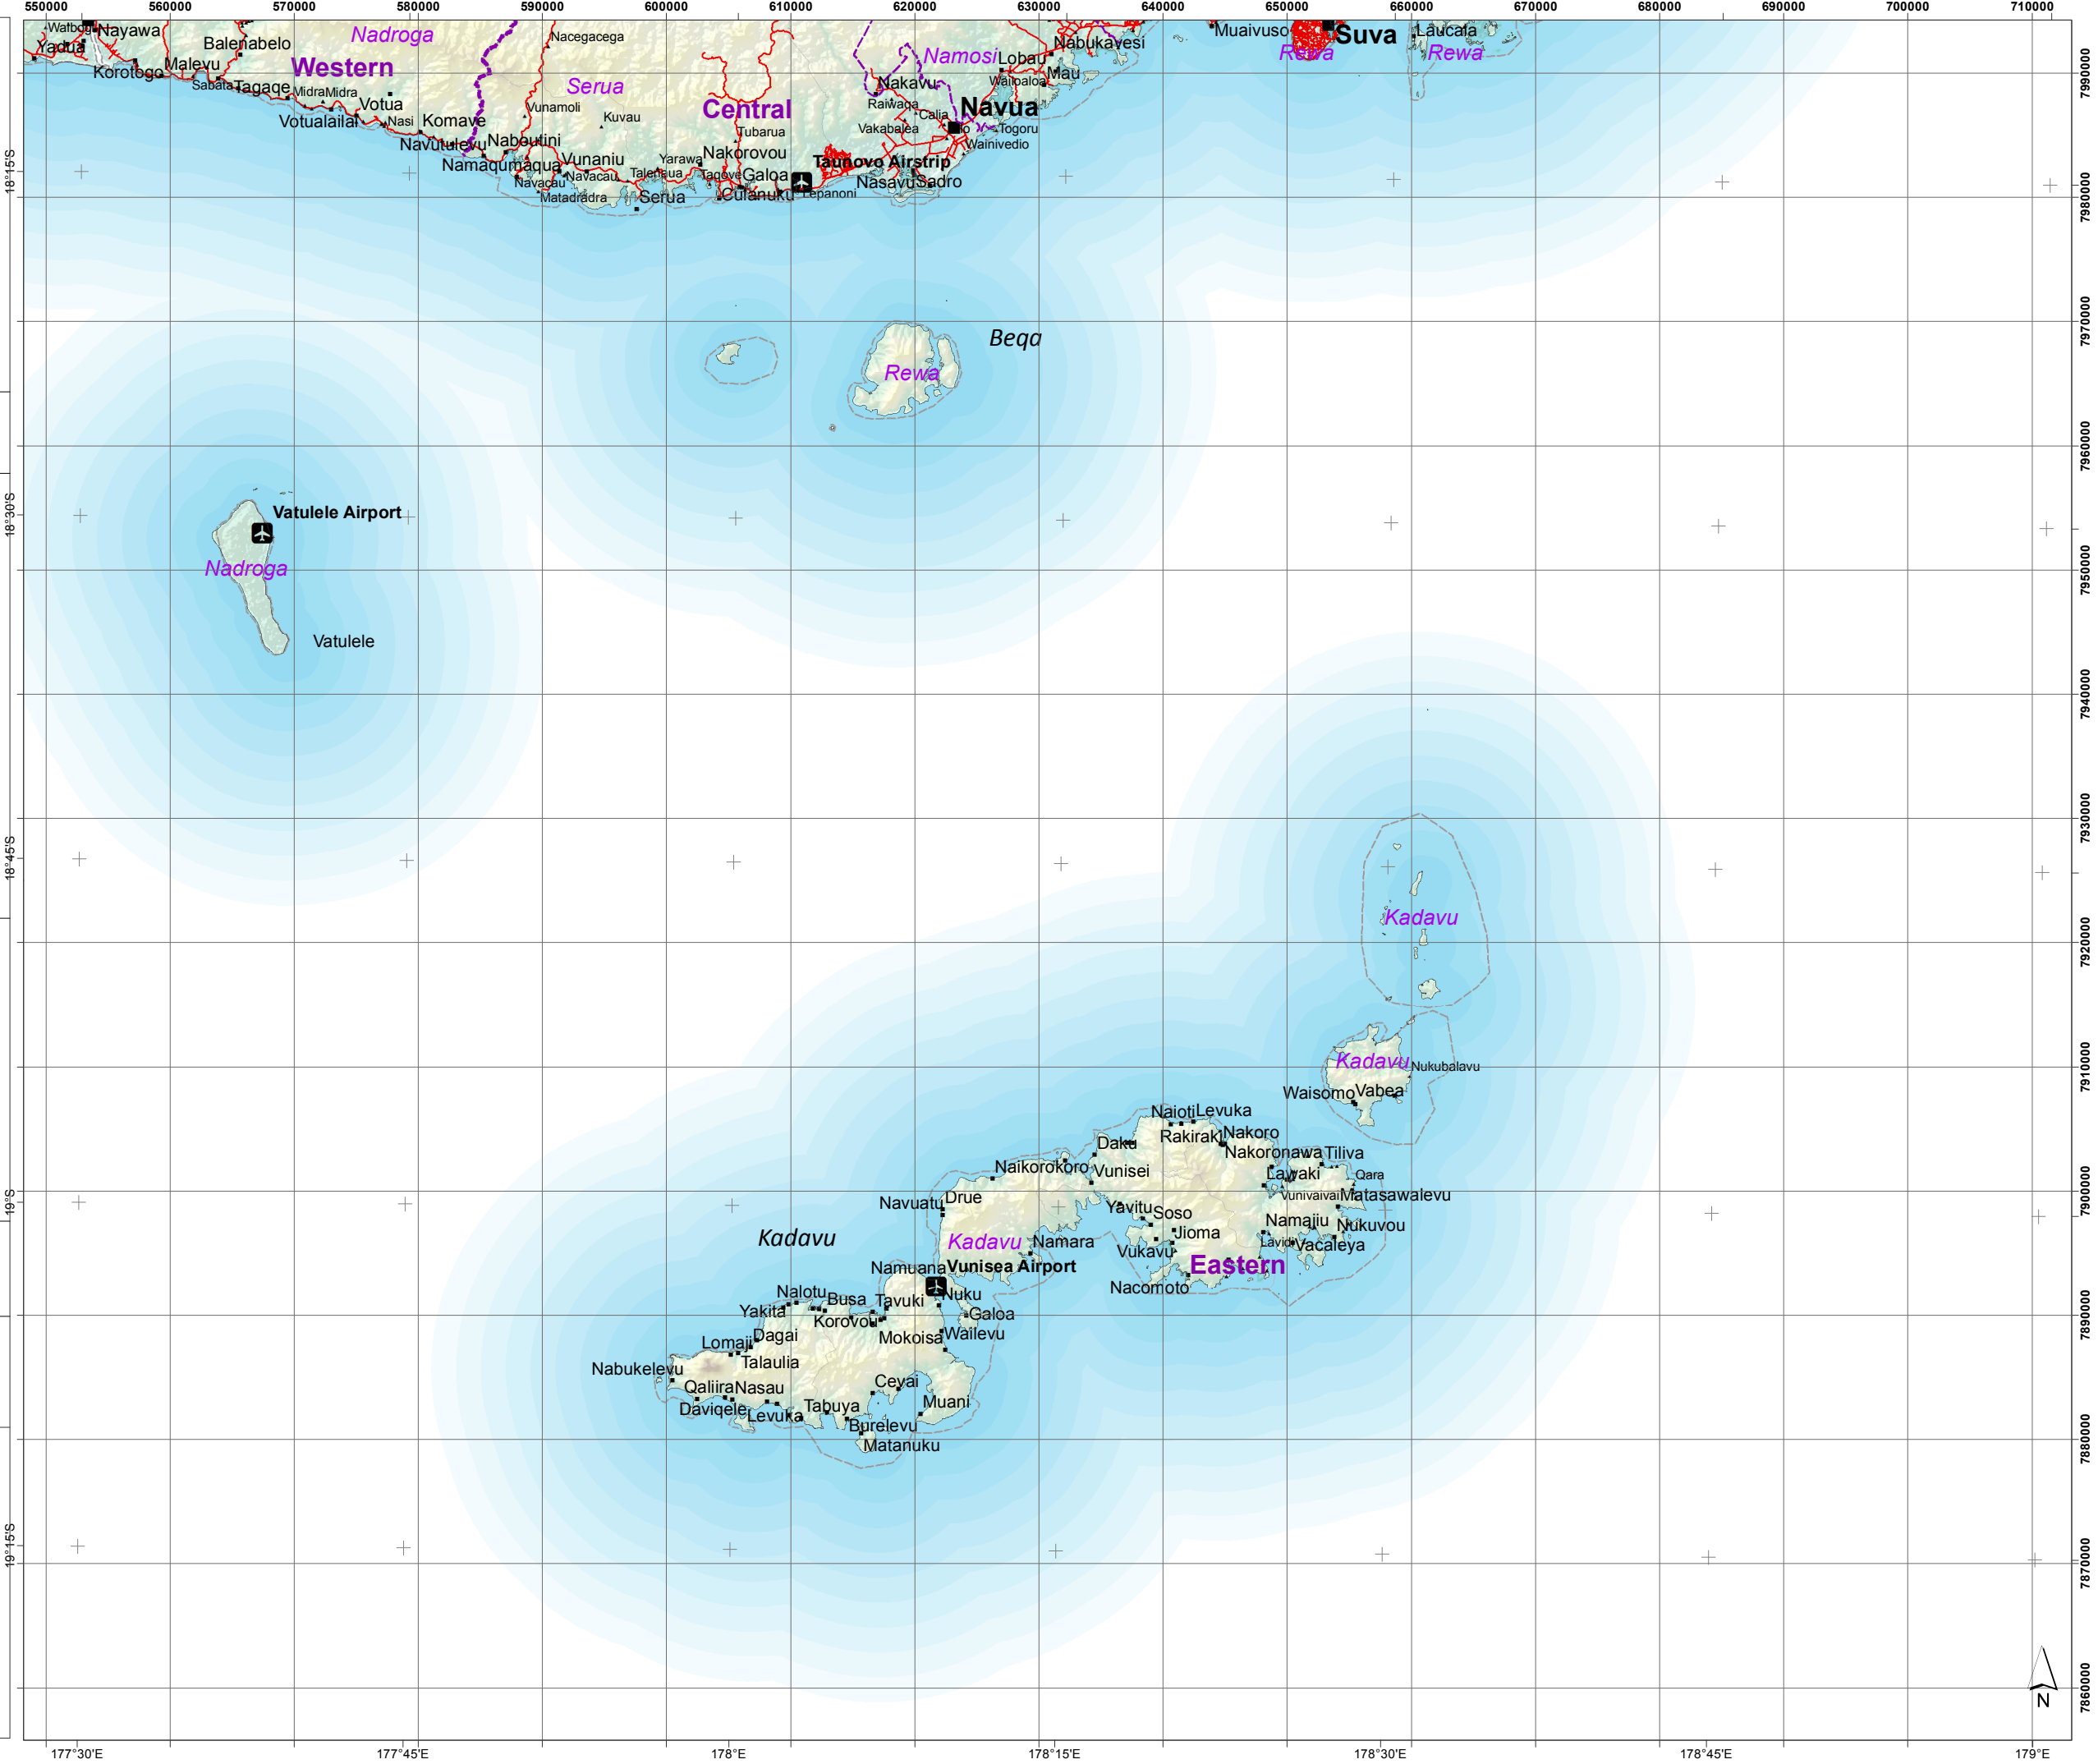 550000 560000 570000 580000 590000 600000 610000 620000 630000 640000 650000 660000 670000 680000 690000 700000 710000
Nayawa
Yadua
Balenabelo
Nadroga
Nacegacega
Namosi
Lobau
Nabukavesi
Muaivuso
Suva
Laucala
Rewa
Rewa
Korotogo
Malevu
Western
Serua
Nakavu
Wailoaloa
Mau
7990000
Sabata
Tagaqe
Midra
Midra
Votua
Vunamoli
Central
Raiwaqa
Navua
Votualailai
Nasi
Komave
Kuvau
Tubarua
Calia
Vakabalea
Togoru
Navutulevu
Naboutini
Wainivedio
Namaqumaqua
Vunaniu
Yarawa
Nakorovou
Taunovo Airstrip
18°15'S
Navacau
Navacau
Tagove
Galoa
Nasavu
Sadro
Matadradra
Serua
Culanuku
Lepanoni
7980000
7970000
Beqa
Rewa
7960000
18°30'S
Vatulele Airport
Nadroga
7950000
Vatulele
7940000
7930000
18°45'S
Kadavu
7920000
Kadavu
Nukubalavu
7910000
Waisomo
Vabea
Naioti
Levuka
Daku
Rakiraki
Nakoro
Nakoronawa
Tiliva
Naikorokoro
Vunisei
Qara
Drue
Vunivaivai
Matasawalevu
7900000
19°S
Navuatu
Yavitu
Soso
Jioma
Namajiu
Nukuvou
Kadavu
Kadavu
Namara
Vukavu
Vacaleya
Namuana
Vunisea Airport
Eastern
Nacomoto
Nalotu
Busa
Tavuki
Nuku
Yakita
Korovou
Galoa
7890000
Dagai
Mokoisa
Wailevu
Lomaji
Talaulia
Nabukelevu
Qaliira
Nasau
Cevai
Daviqele
Levuka
Tabuya
Muani
Burelevu
Matanuku
7880000
19°15'S
7870000
7860000
N
177°30'E 177°45'E 178°E 178°15'E 178°30'E 178°45'E 179°E